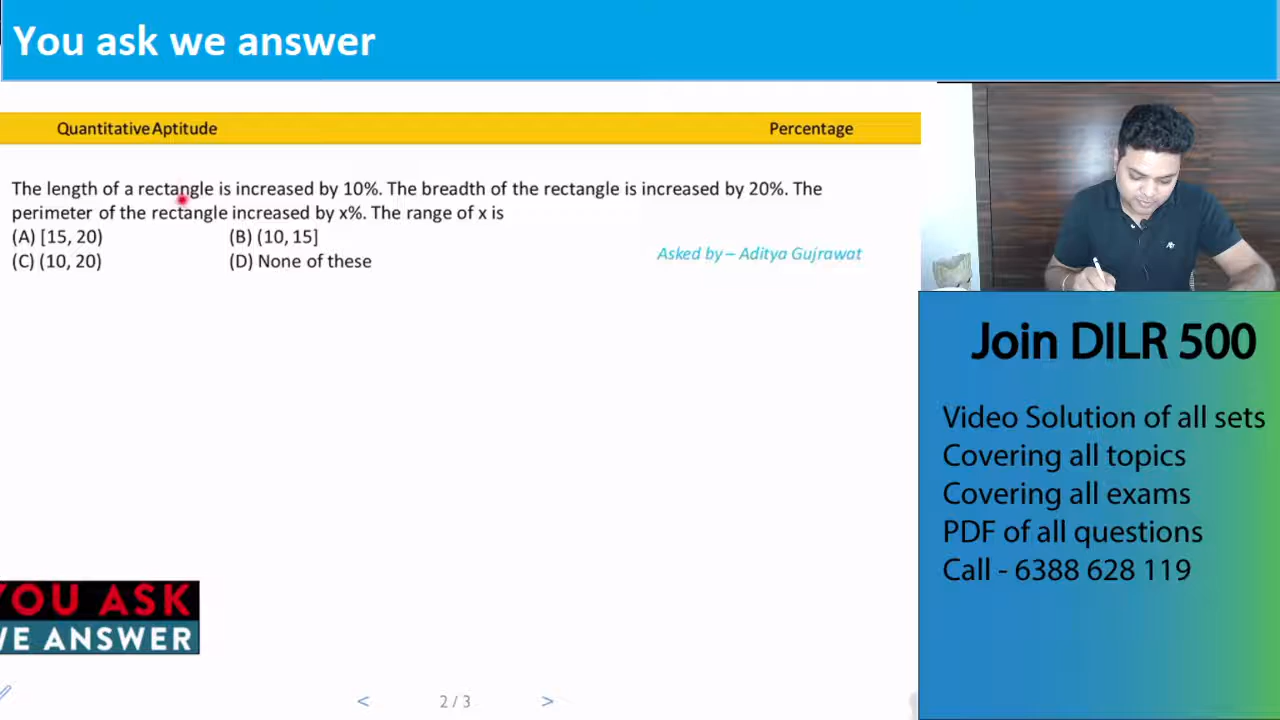 You ask we answer
Quantitative Aptitude
Percentage
The length of a rectangle is increased by 10%. The breadth of the rectangle is increased by 20%. The
perimeter of the rectangle increased by x%. The range of x is
(A) [15, 20)
(B) (10, 15]
(C) (10, 20)
(D) None of these
Asked by – Aditya Gujrawat
Join DILR 500
Video Solution of all sets
Covering all topics
Covering all exams
PDF of all questions
Call - 6388 628 119
YOU ASK
WE ANSWER
< 2 / 3 >